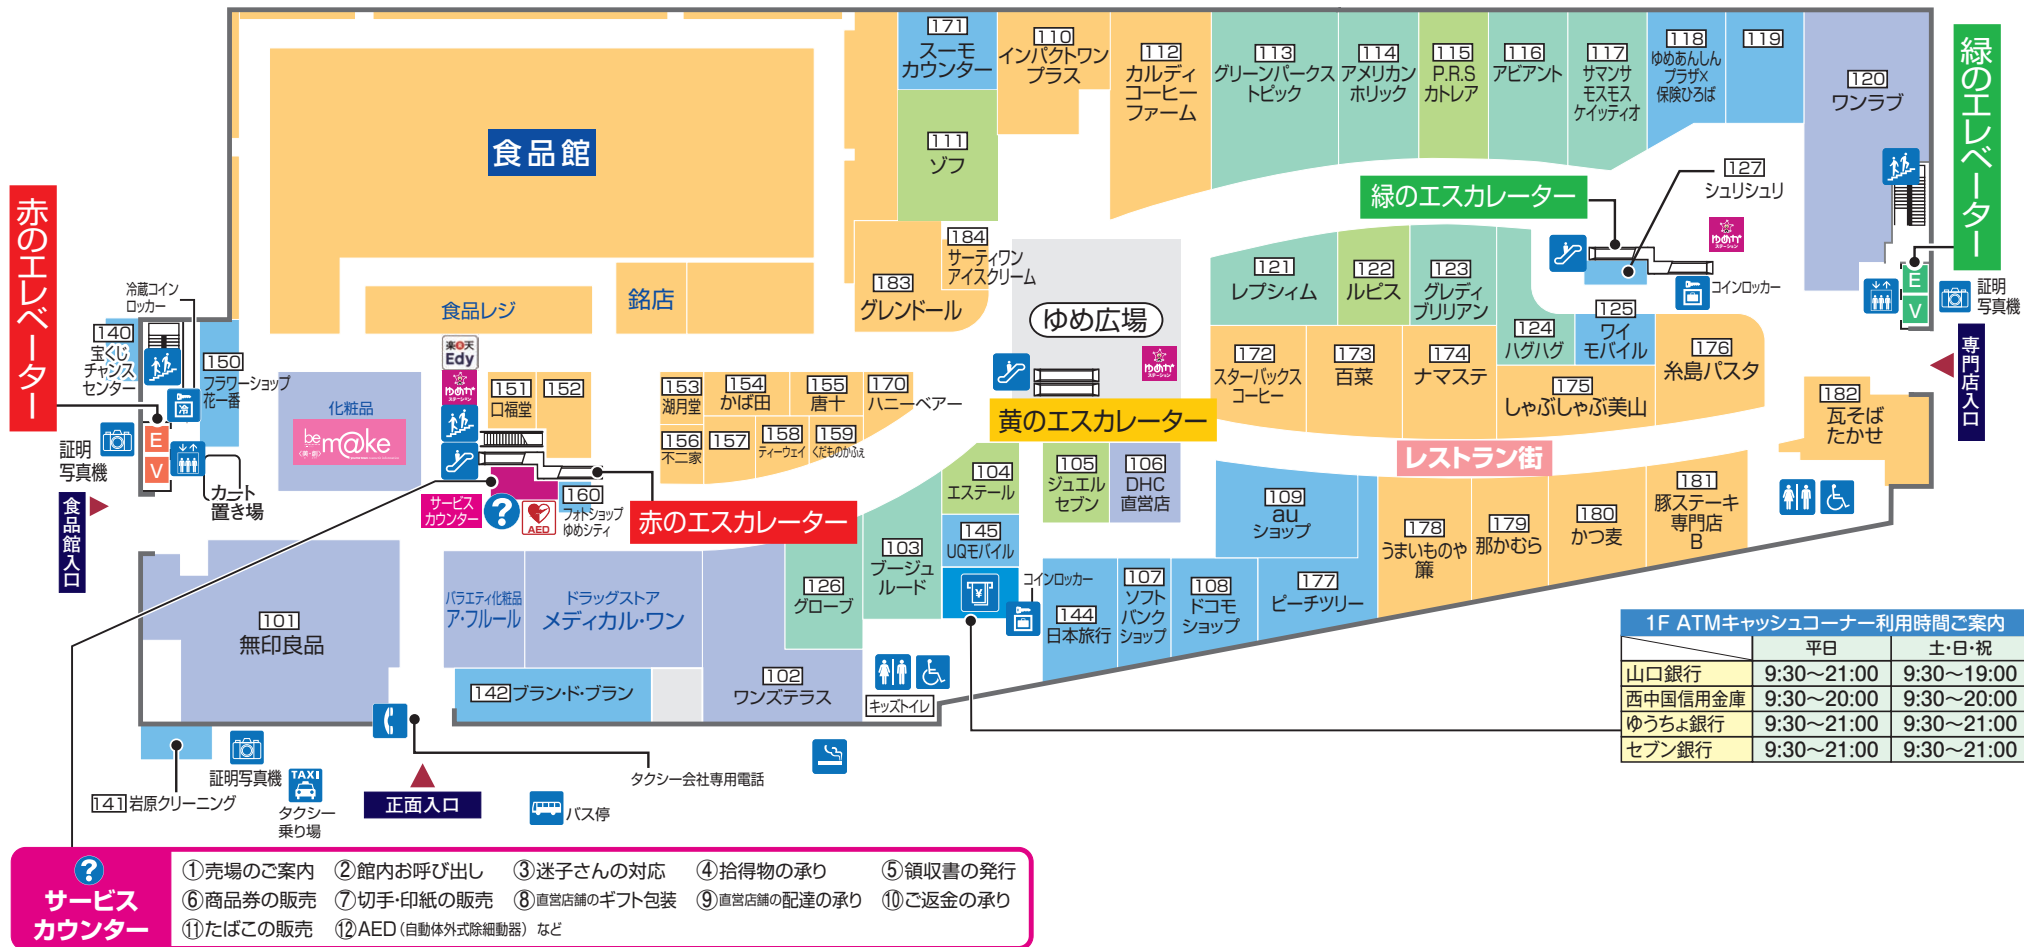 171
スーモ
カウンター
110
インパクトワン
プラス
112
カルディ
コーヒー
ファーム
113
グリーンパークス
トピック
114
アメリカン
ホリック
115
P.R.S
カトレア
116
アビアント
117
サマンサ
モスモス
ケイッティオ
118
ゆめあんしん
プラザ×
保険ひろば
119
120
ワンラブ
緑のエレベーター
食品館
111
ゾフ
127
シュリシュリ
緑のエスカレーター
ゆめか
ステーション
赤のエレベーター
184
サーティワン
アイスクリーム
183
グレンドール
ゆめ広場
121
レプシィム
122
ルピス
123
グレディ
ブリリアン
124
ハグハグ
125
ワイ
モバイル
コインロッカー
E
V
証明
写真機
専門店入口
冷蔵コイン
ロッカー
食品レジ
銘店
140
宝くじ
チャンス
センター
150
フラワーショップ
花一番
冷
楽天
Edy
ゆめか
ステーション
ゆめか
ステーション
172
スターバックス
コーヒー
173
百菜
174
ナマステ
175
しゃぶしゃぶ美山
176
糸島パスタ
182
瓦そば
たかせ
化粧品
be
m@ke
151
口福堂
152
153
湖月堂
154
かば田
155
唐十
170
ハニーベアー
156
不二家
157
158
ティーウェイ
159
くだものかふぇ
黄のエスカレーター
レストラン街
E
V
証明
写真機
カート
置き場
食品館入口
サービス
カウンター
?
AED
160
フォトショップ
ゆめシティ
赤のエスカレーター
104
エステール
105
ジュエル
セブン
106
DHC
直営店
109
au
ショップ
178
うまいものや
簾
179
那かむら
180
かつ麦
181
豚ステーキ
専門店
B
145
UQモバイル
103
ブージュ
ルード
126
グローブ
コインロッカー
144
日本旅行
107
ソフト
バンク
ショップ
108
ドコモ
ショップ
177
ピーチツリー
101
無印良品
バラエティ化粧品
ア・フルール
ドラッグストア
メディカル・ワン
142 ブラン・ド・ブラン
102
ワンズテラス
キッズトイレ
1F ATMキャッシュコーナー利用時間ご案内
平日 土・日・祝
山口銀行 9:30〜21:00 9:30〜19:00
西中国信用金庫 9:30〜20:00 9:30〜20:00
ゆうちょ銀行 9:30〜21:00 9:30〜21:00
セブン銀行 9:30〜21:00 9:30〜21:00
141 岩原クリーニング
証明写真機
TAXI
タクシー
乗り場
正面入口
タクシー会社専用電話
バス停
?
サービス
カウンター
①売場のご案内 ②館内お呼び出し ③迷子さんの対応 ④拾得物の承り ⑤領収書の発行
⑥商品券の販売 ⑦切手・印紙の販売 ⑧直営店舗のギフト包装 ⑨直営店舗の配達の承り ⑩ご返金の承り
⑪たばこの販売 ⑫AED(自動体外式除細動器)など